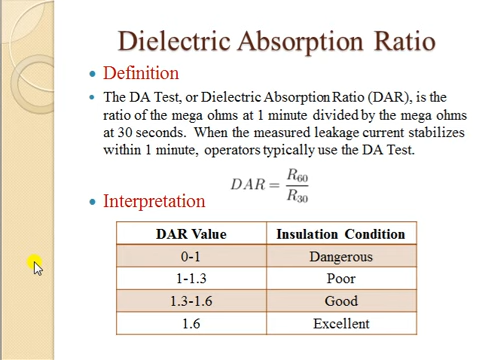 Dielectric Absorption Ratio
• Definition
• The DA Test, or Dielectric Absorption Ratio (DAR), is the
ratio of the mega ohms at 1 minute divided by the mega ohms
at 30 seconds. When the measured leakage current stabilizes
within 1 minute, operators typically use the DA Test.
DAR = R60 / R30
• Interpretation
DAR Value Insulation Condition
0-1 Dangerous
1-1.3 Poor
1.3-1.6 Good
1.6 Excellent